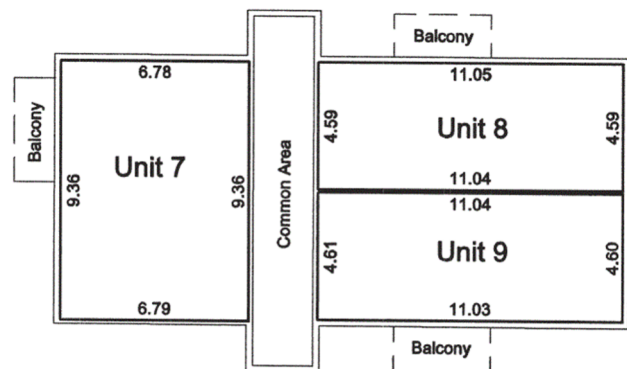 Balcony
6.78
11.05
Balcony
Unit 7
9.36
9.36
Common Area
4.59
Unit 8
4.59
11.04
11.04
4.61
Unit 9
4.60
6.79
11.03
Balcony